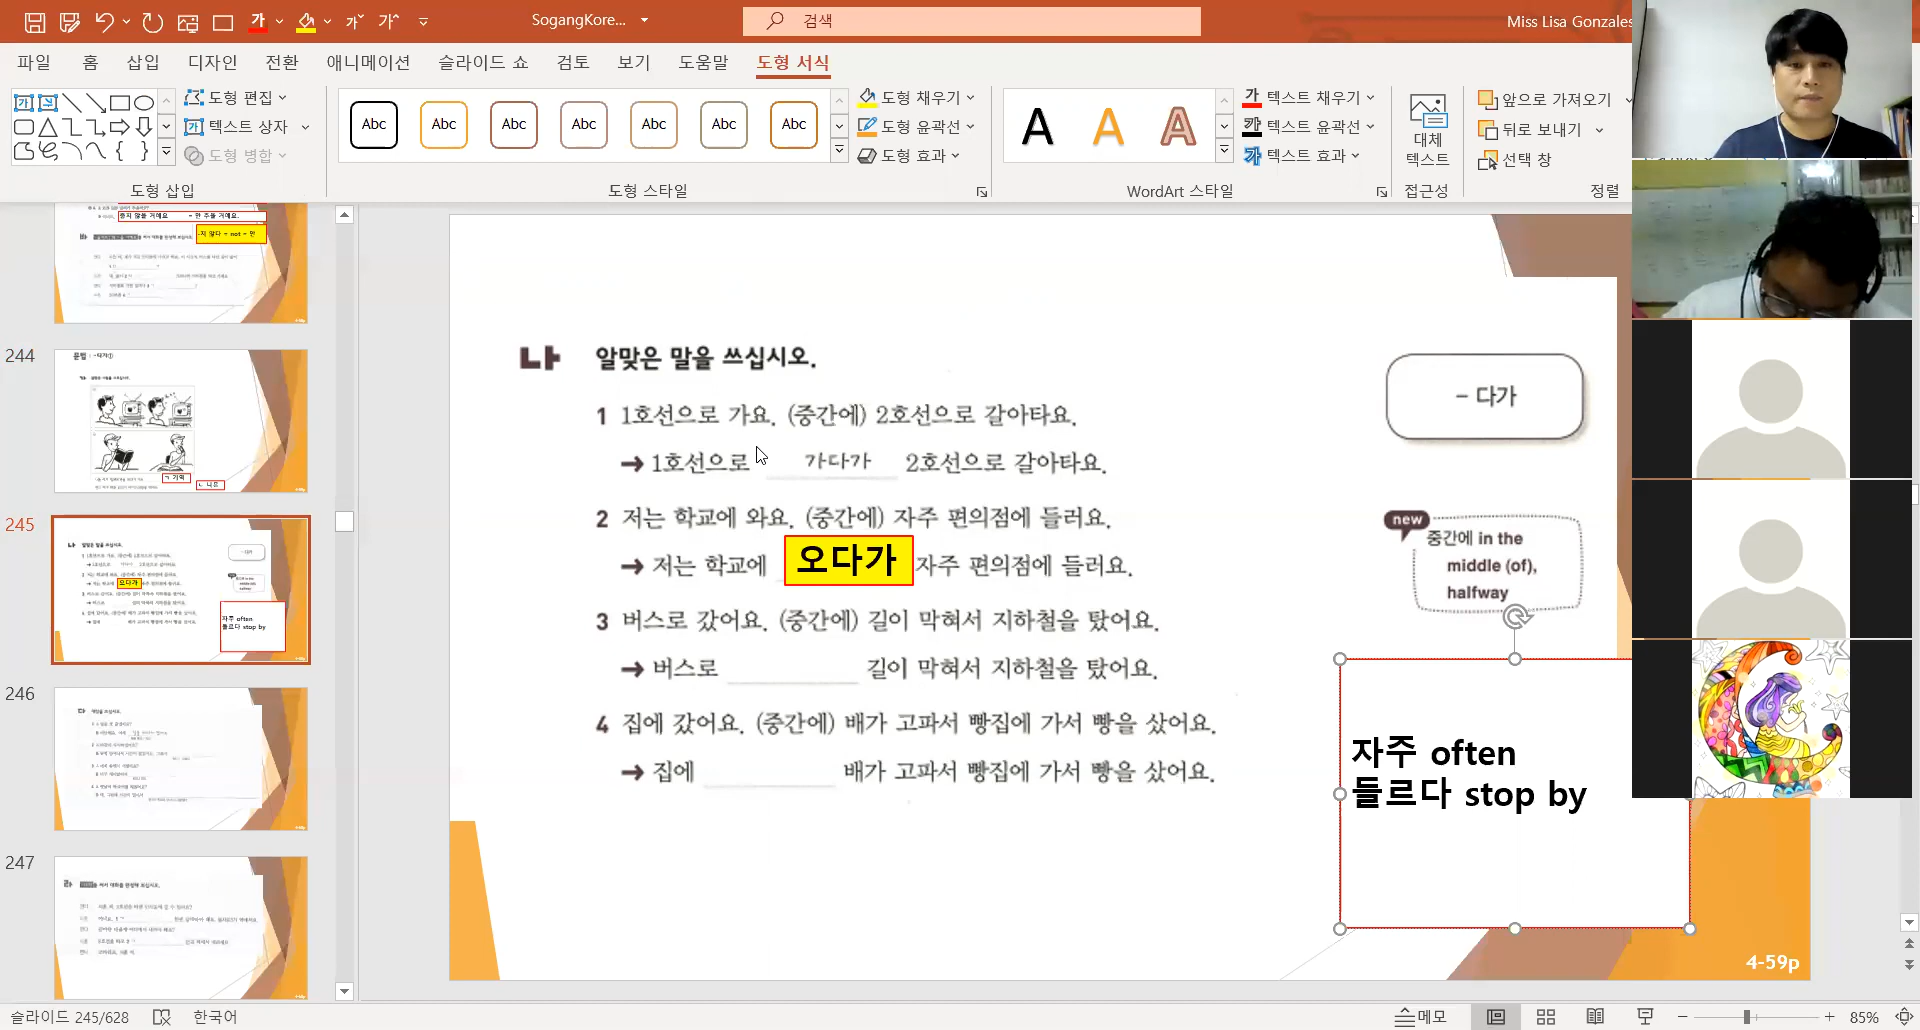 SogangKore...
검색
Miss Lisa Gonzales
파일 홈 삽입 디자인 전환 애니메이션 슬라이드 쇼 검토 보기 도움말 도형 서식
도형 편집
텍스트 상자
도형 병합
도형 삽입
Abc Abc Abc Abc Abc Abc Abc
도형 채우기
도형 윤곽선
도형 효과
도형 스타일
A A A
텍스트 채우기
텍스트 윤곽선
텍스트 효과
WordArt 스타일
대체
텍스트
접근성
앞으로 가져오기
뒤로 보내기
선택 창
정렬
244
245
246
247
나 알맞은 말을 쓰십시오.
1 1호선으로 가요. (중간에) 2호선으로 갈아타요.
→ 1호선으로 가다가 2호선으로 갈아타요.
2 저는 학교에 와요. (중간에) 자주 편의점에 들러요.
→ 저는 학교에 오다가 자주 편의점에 들러요.
3 버스로 갔어요. (중간에) 길이 막혀서 지하철을 탔어요.
→ 버스로 길이 막혀서 지하철을 탔어요.
4 집에 갔어요. (중간에) 배가 고파서 빵집에 가서 빵을 샀어요.
→ 집에 배가 고파서 빵집에 가서 빵을 샀어요.
- 다가
new
중간에 in the
middle (of),
halfway
자주 often
들르다 stop by
4-59p
슬라이드 245/628
한국어
메모
85%